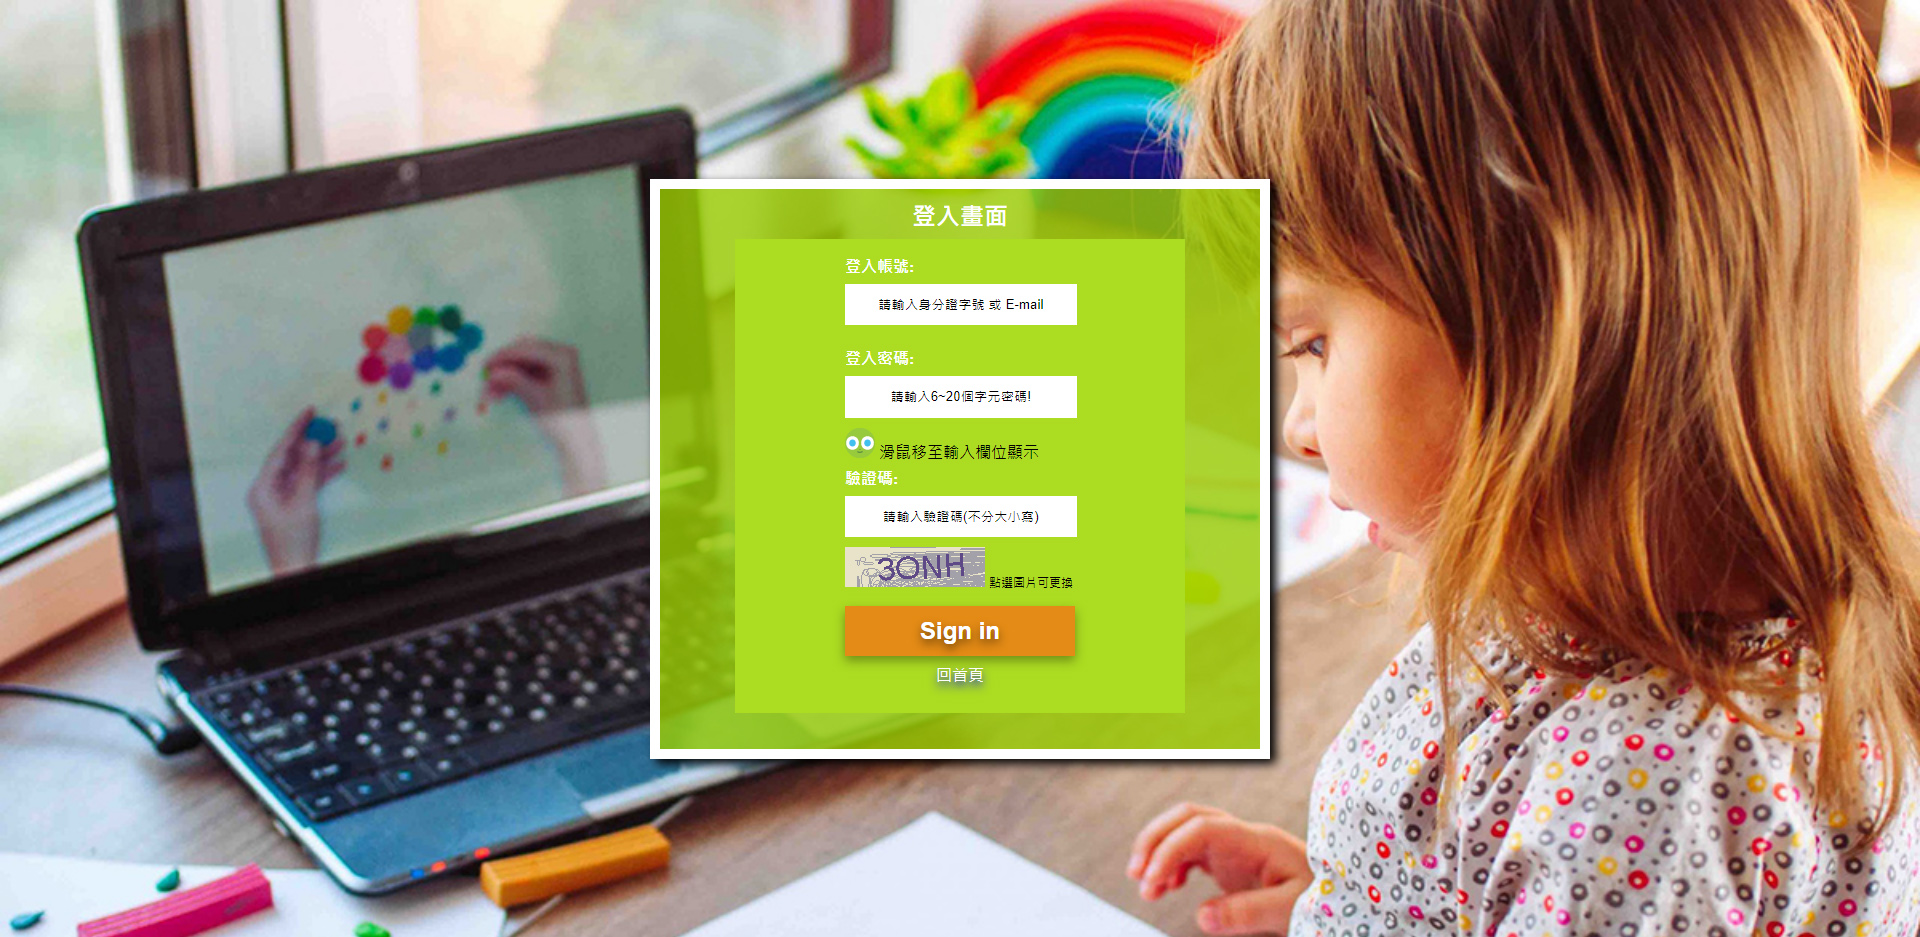 登入畫面
登入帳號:
請輸入身分證字號 或 E-mail
登入密碼:
請輸入6~20個字元密碼!
滑鼠移至輸入欄位顯示
驗證碼:
請輸入驗證碼(不分大小寫)
3ONH
點選圖片可更換
Sign in
回首頁